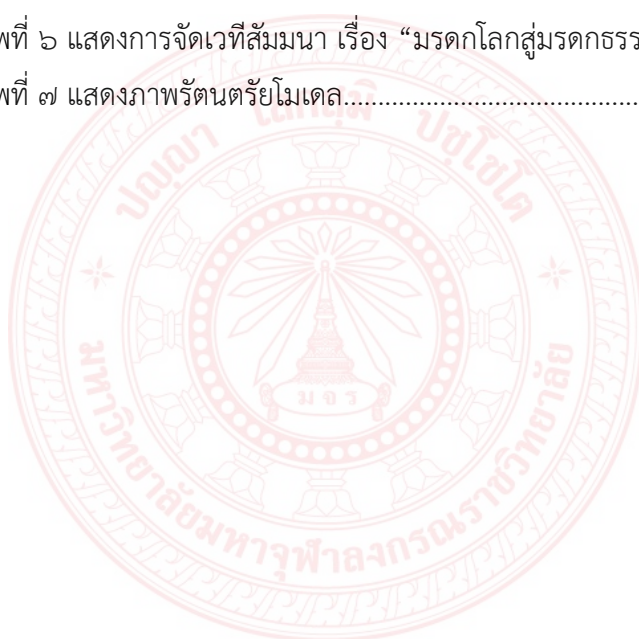 พที่ ๖ แสดงการจัดเวทีสัมมนา เรื่อง “มรดกโลกสู่มรดกธรร
พที่ ๗ แสดงภาพรัตนตรัยโมเดล.......................................
ปญฺญา โลกสฺมิ ปชฺโชโต
ม จ ร
มหาวิทยาลัยมหาจุฬาลงกรณราชวิทยาลัย